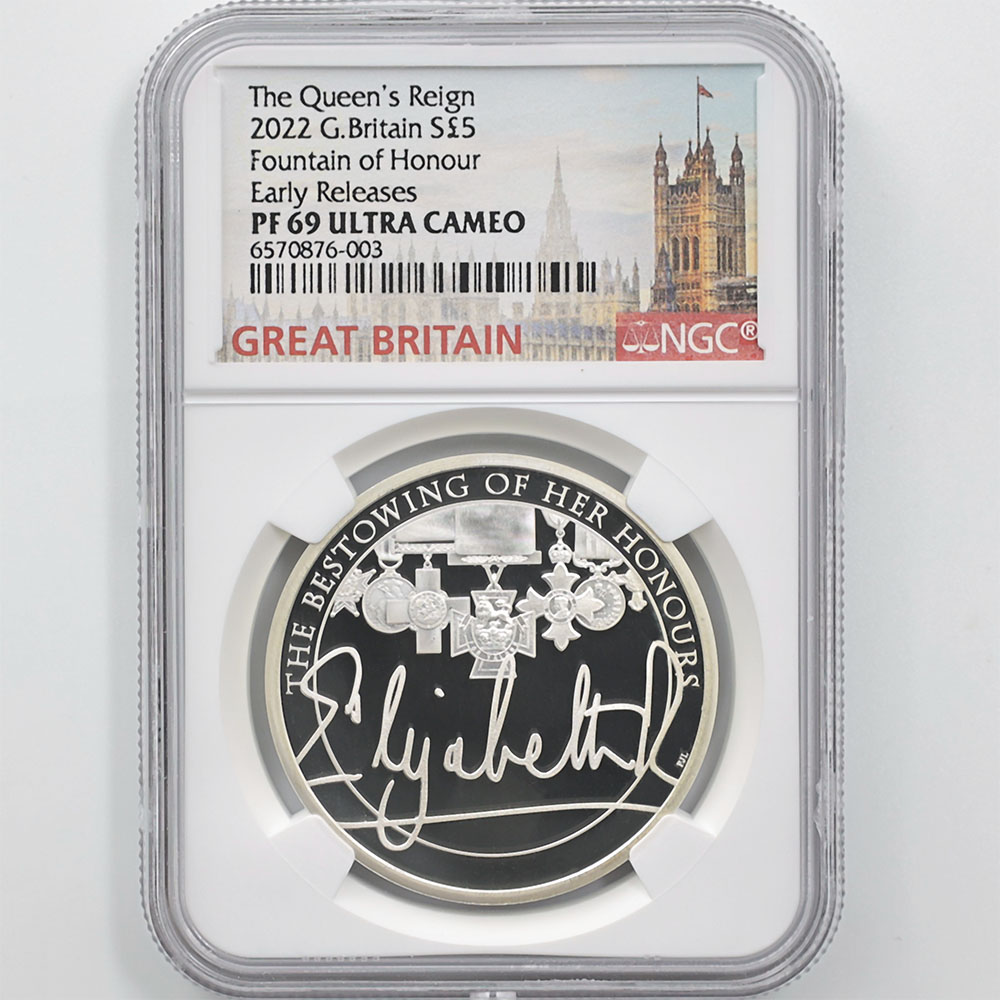 The Queen's Reign
2022 G.Britain S£5
Fountain of Honour
Early Releases
PF 69 ULTRA CAMEO
6570876-003
GREAT BRITAIN
NGC®
THE BESTOWING OF HER HONOURS
Elizabeth R
PJL